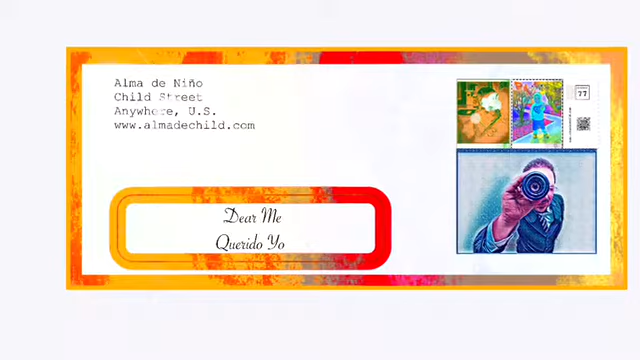 Alma de Niño
Child Street
Anywhere, U.S.
www.almadechild.com
77
Dear Me
Querido Yo